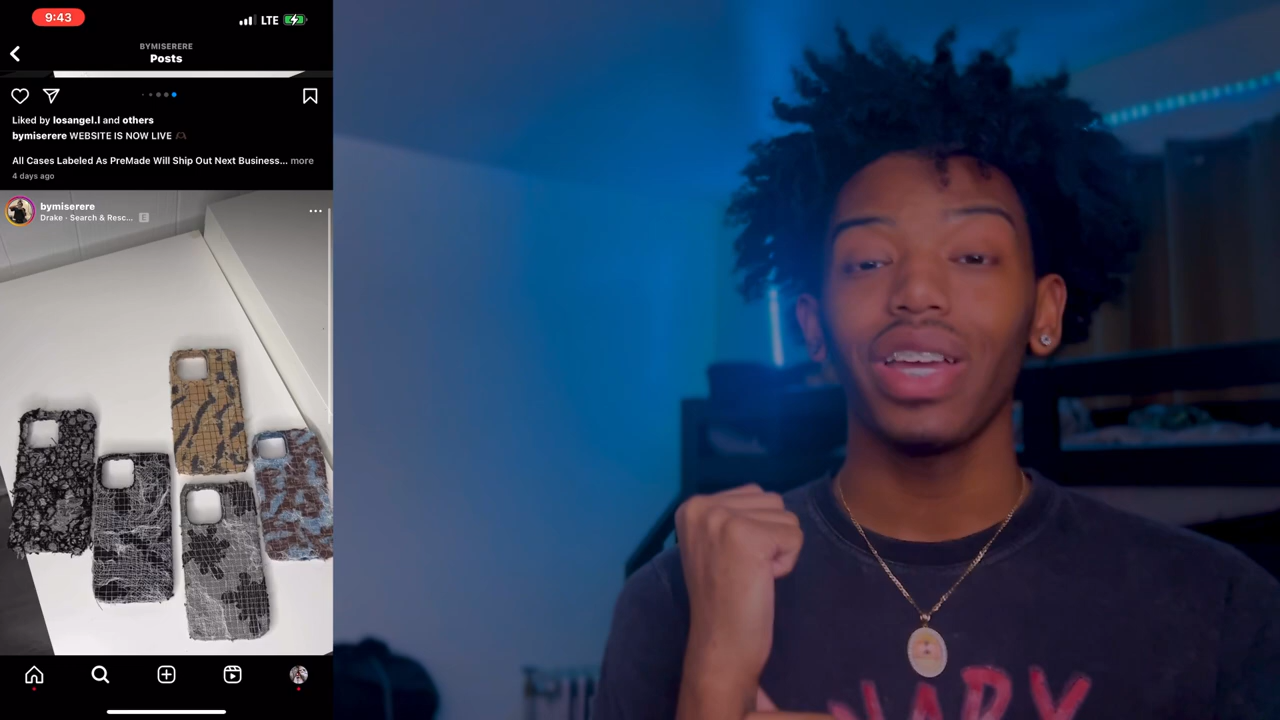 9:43
LTE
BYMISERERE
Posts
Liked by losangel.l and others
bymiserere WEBSITE IS NOW LIVE
All Cases Labeled As PreMade Will Ship Out Next Business... more
4 days ago
bymiserere
Drake · Search & Resc... E